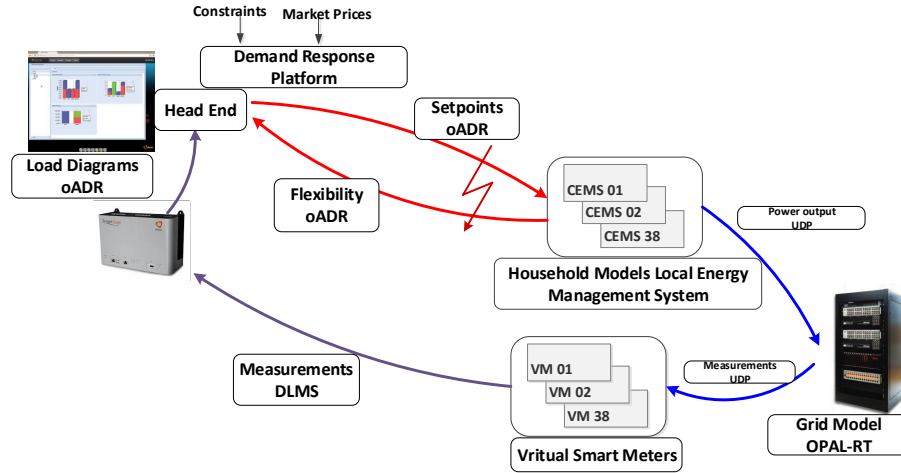 Constraints
Market Prices
Demand Response
Platform
Head End
Setpoints
oADR
Load Diagrams
oADR
Flexibility
oADR
CEMS 01
CEMS 02
CEMS 38
Power output
UDP
Household Models Local Energy
Management System
Measurements
DLMS
VM 01
VM 02
VM 38
Measurements
UDP
Vritual Smart Meters
Grid Model
OPAL-RT